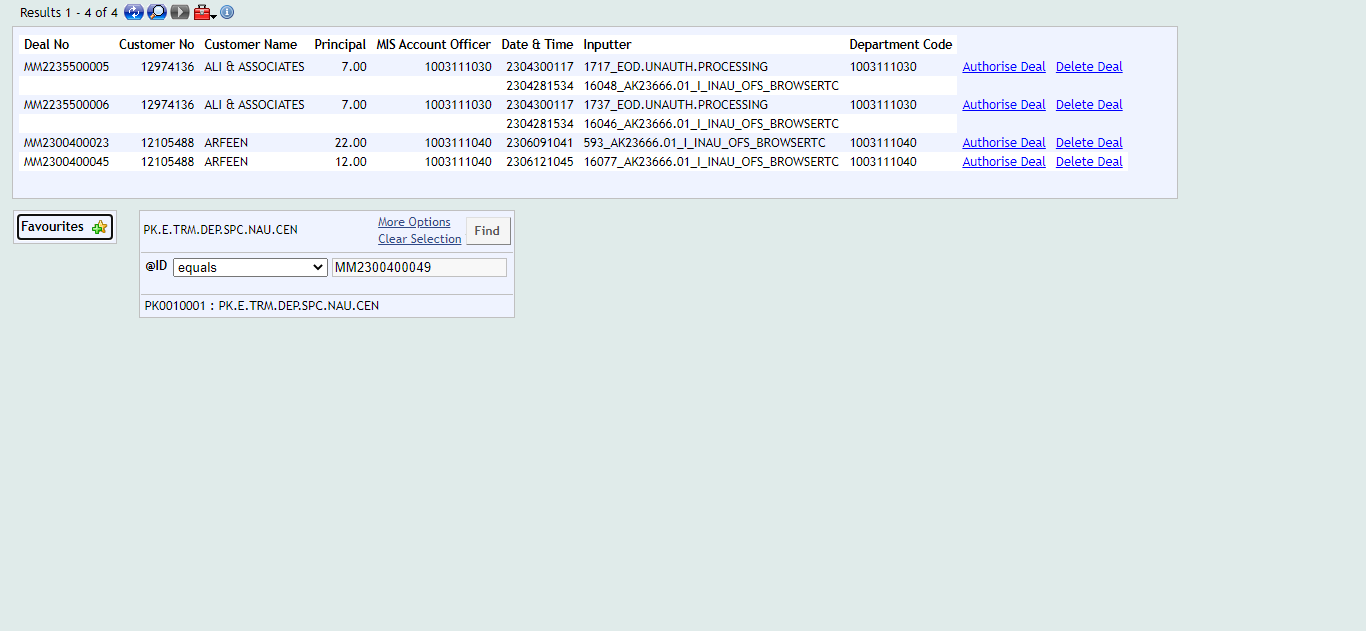 Results 1 - 4 of 4
Deal No Customer No Customer Name Principal MIS Account Officer Date & Time Inputter Department Code
MM2235500005 12974136 ALI & ASSOCIATES 7.00 1003111030 2304300117 1717_EOD.UNAUTH.PROCESSING 1003111030 Authorise Deal Delete Deal
2304281534 16048_AK23666.01_I_INAU_OFS_BROWSERTC
MM2235500006 12974136 ALI & ASSOCIATES 7.00 1003111030 2304300117 1737_EOD.UNAUTH.PROCESSING 1003111030 Authorise Deal Delete Deal
2304281534 16046_AK23666.01_I_INAU_OFS_BROWSERTC
MM2300400023 12105488 ARFEEN 22.00 1003111040 2306091041 593_AK23666.01_I_INAU_OFS_BROWSERTC 1003111040 Authorise Deal Delete Deal
MM2300400045 12105488 ARFEEN 12.00 1003111040 2306121045 16077_AK23666.01_I_INAU_OFS_BROWSERTC 1003111040 Authorise Deal Delete Deal
Favourites
PK.E.TRM.DEP.SPC.NAU.CEN
More Options
Clear Selection
Find
@ID equals MM2300400049
PK0010001 : PK.E.TRM.DEP.SPC.NAU.CEN